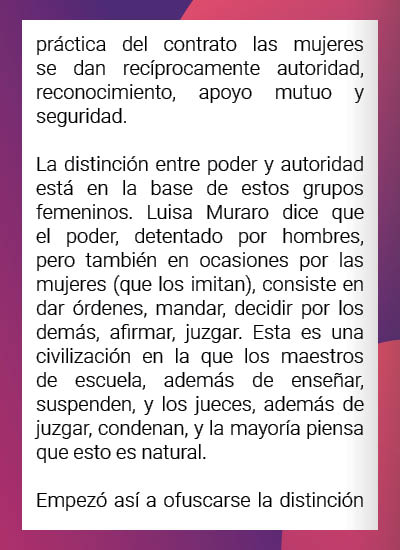 práctica del contrato las mujeres
se dan recíprocamente autoridad,
reconocimiento, apoyo mutuo y
seguridad.
La distinción entre poder y autoridad
está en la base de estos grupos
femeninos. Luisa Muraro dice que
el poder, detentado por hombres,
pero también en ocasiones por las
mujeres (que los imitan), consiste en
dar órdenes, mandar, decidir por los
demás, afirmar, juzgar. Esta es una
civilización en la que los maestros
de escuela, además de enseñar,
suspenden, y los jueces, además de
juzgar, condenan, y la mayoría piensa
que esto es natural.
Empezó así a ofuscarse la distinción